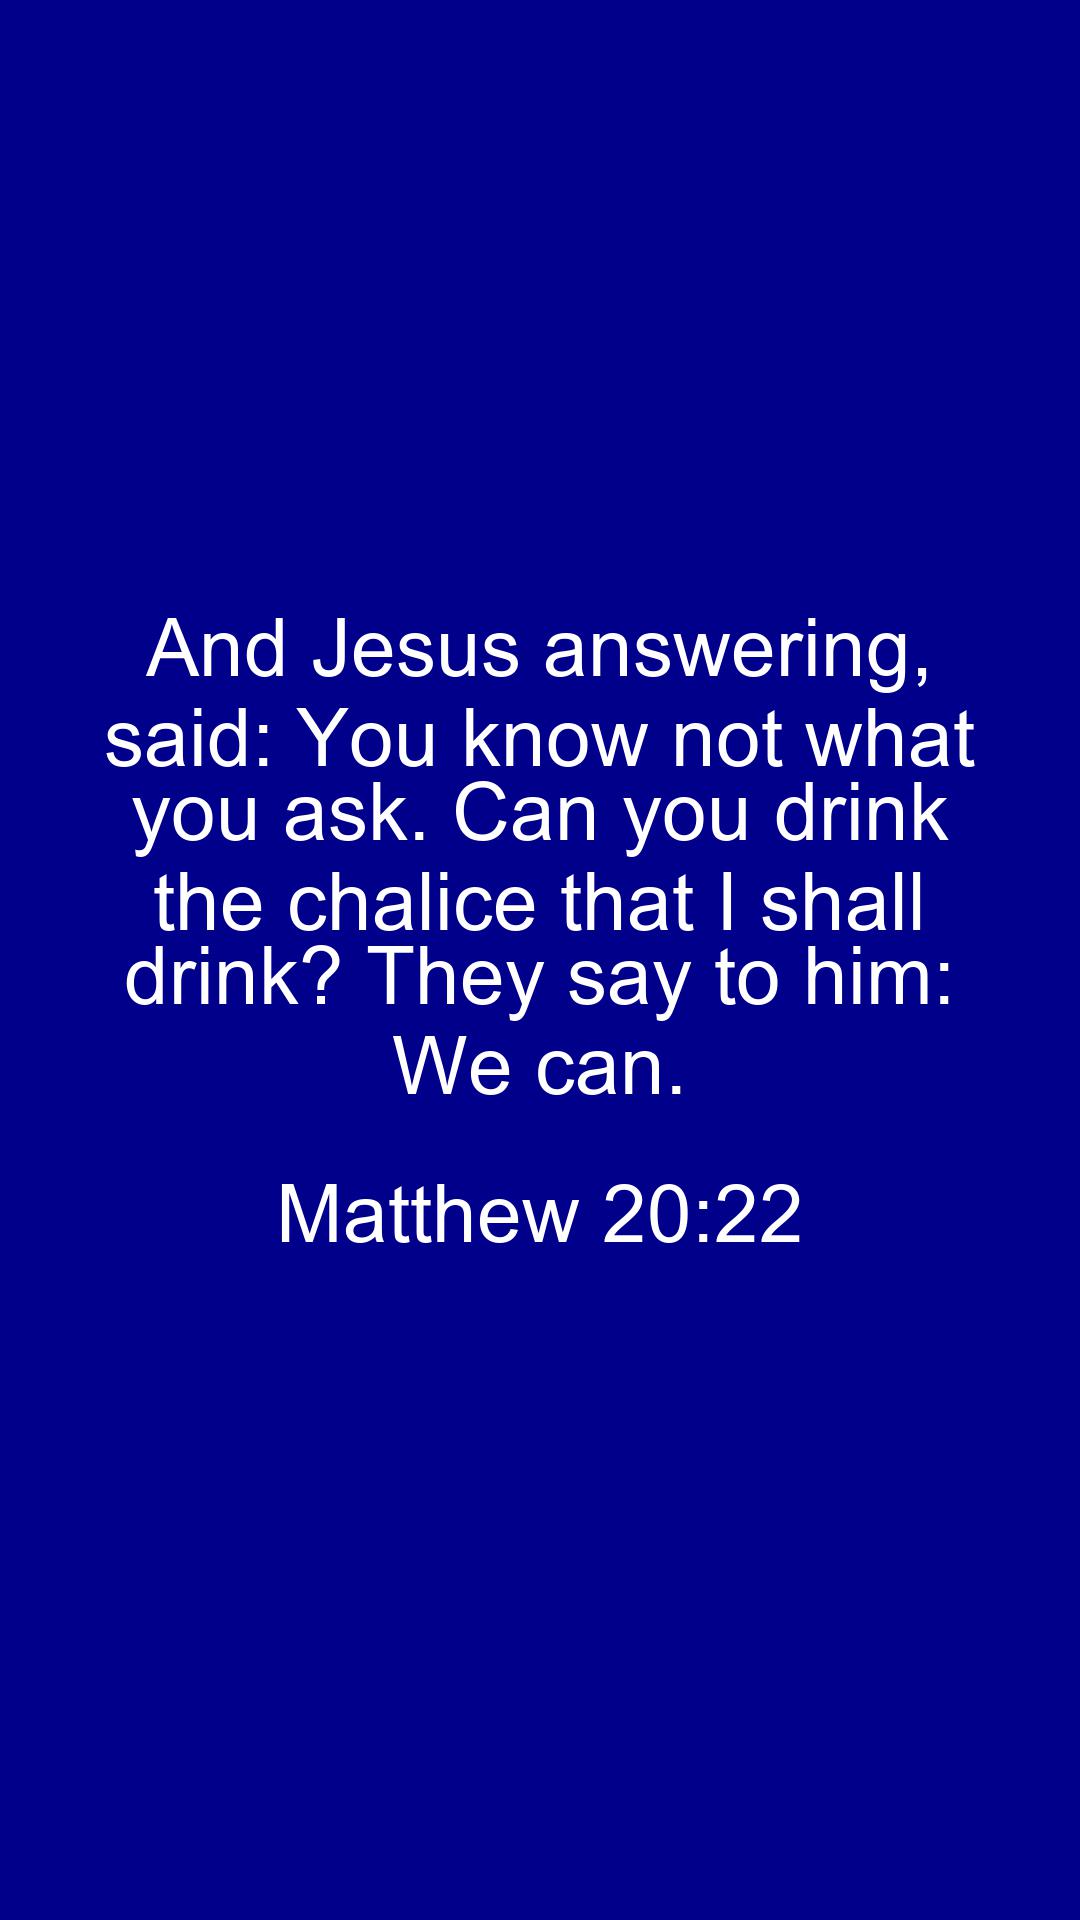 And Jesus answering,
said: You know not what
you ask. Can you drink
the chalice that I shall
drink? They say to him:
We can.
Matthew 20:22